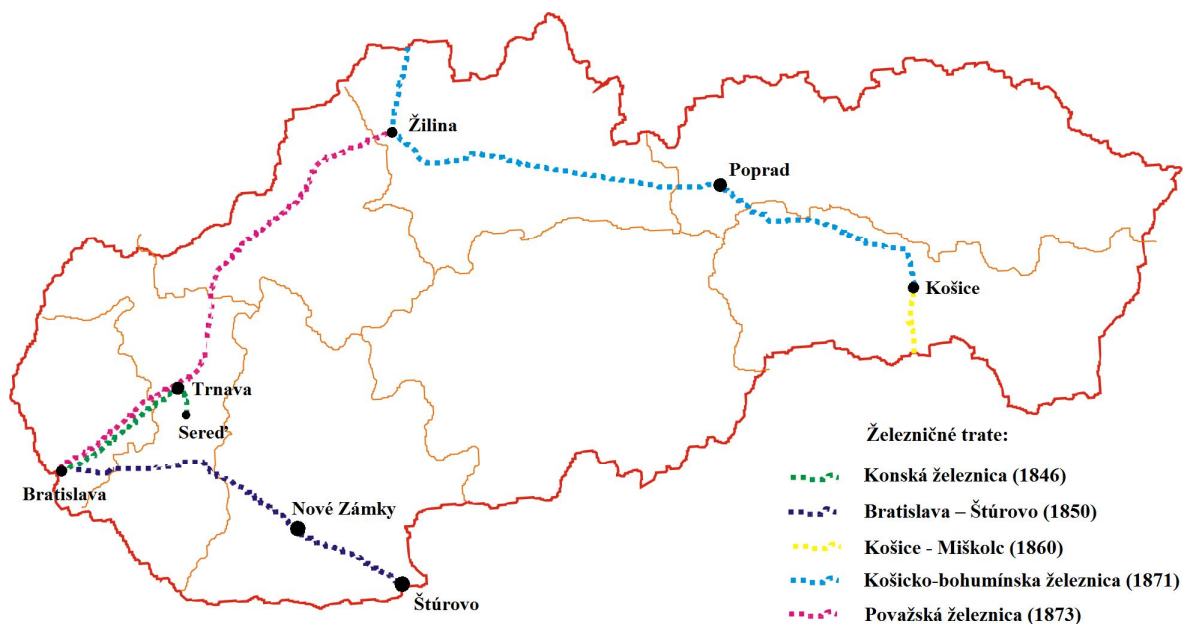 Žilina
Poprad
Košice
Trnava
Sereď
Bratislava
Nové Zámky
Štúrovo
Železničné trate:
Konská železnica (1846)
Bratislava – Štúrovo (1850)
Košice - Miškolc (1860)
Košicko-bohumínska železnica (1871)
Považská železnica (1873)